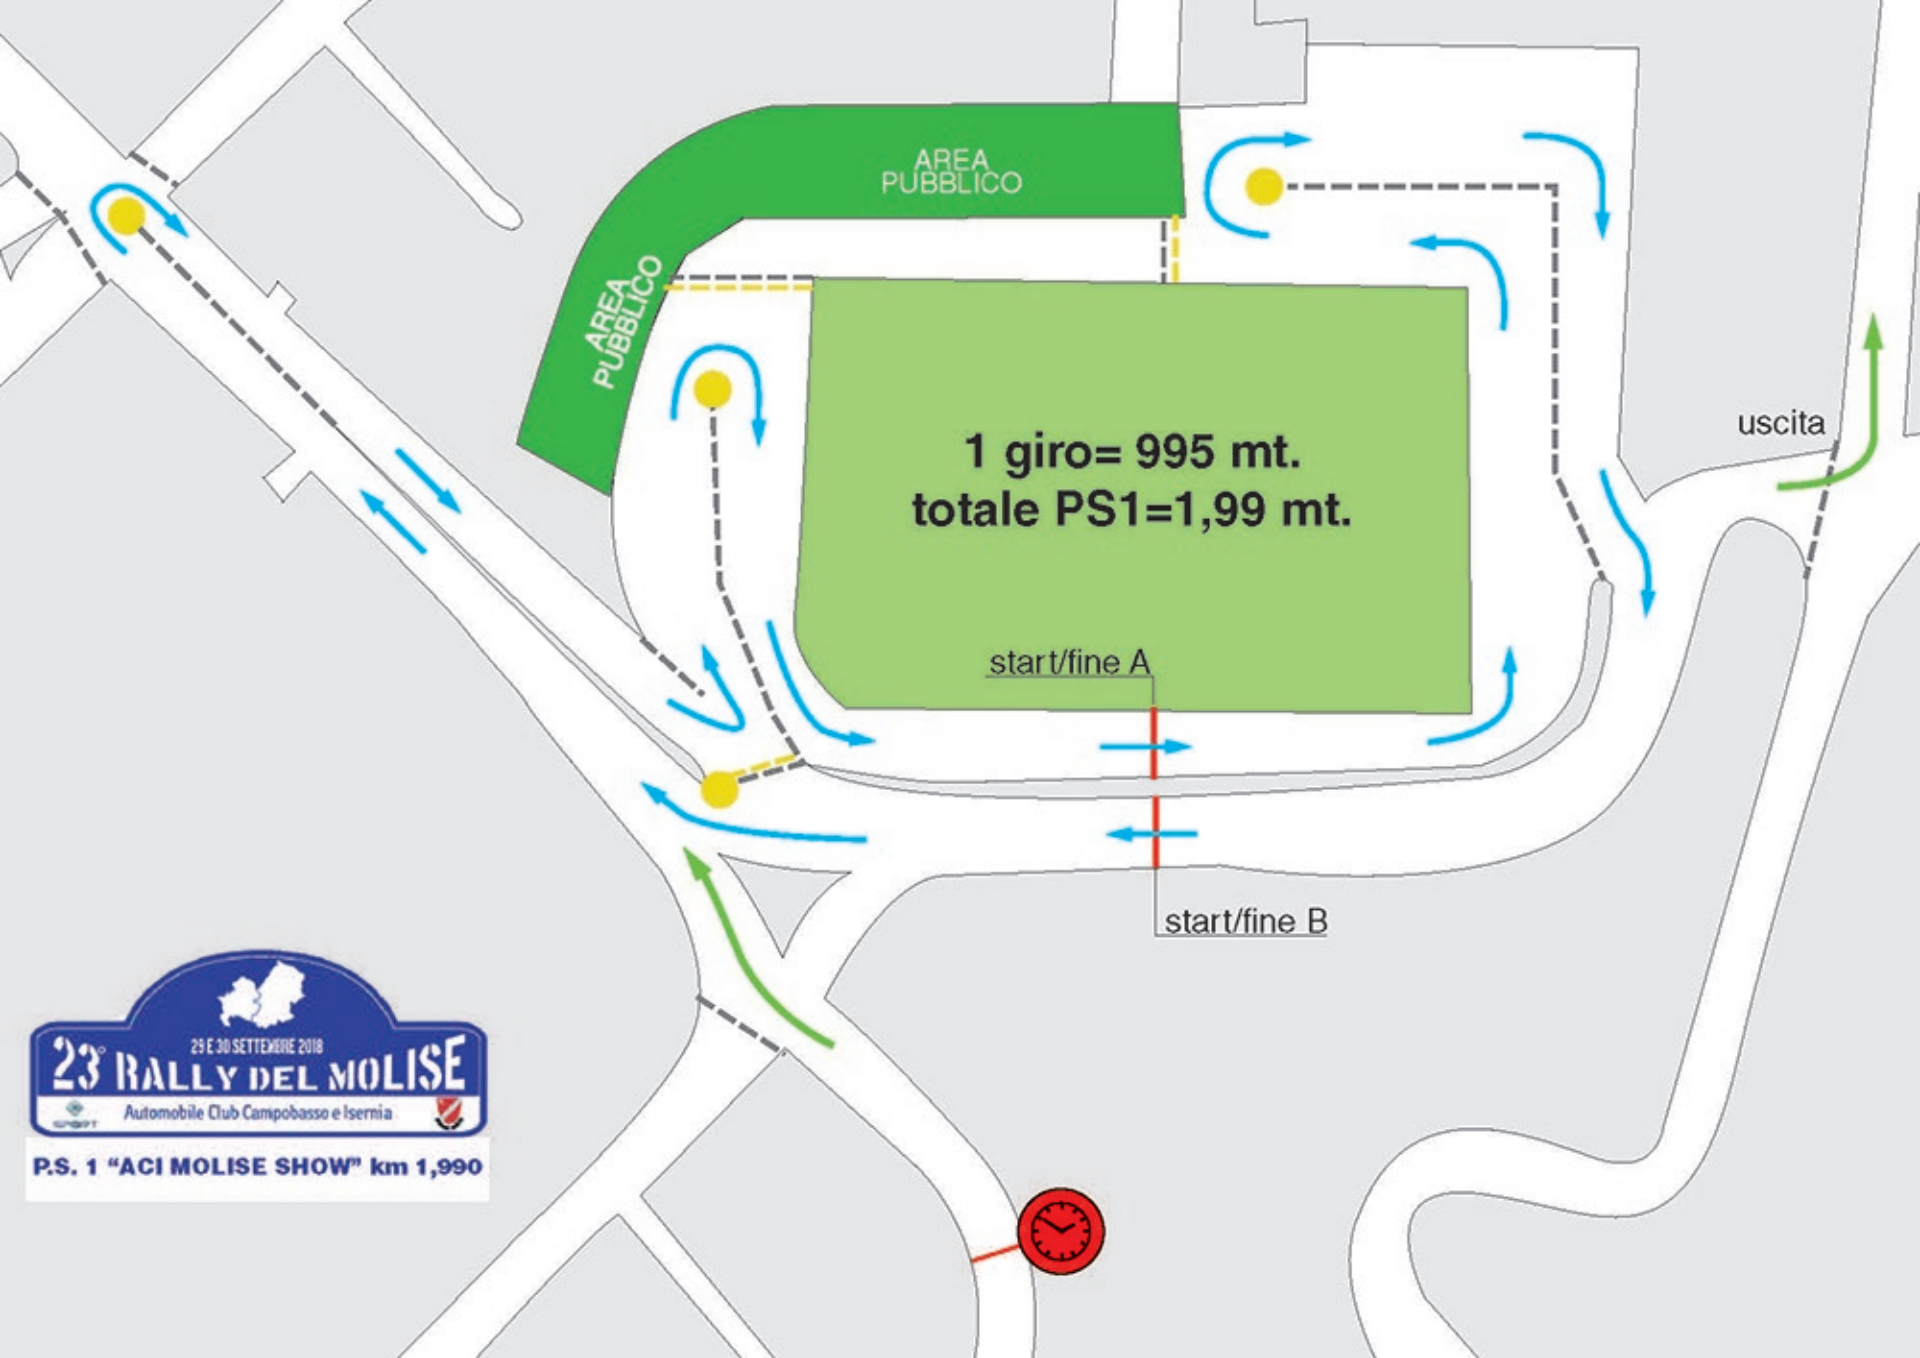 AREA
PUBBLICO
AREA
PUBBLICO
uscita
1 giro= 995 mt.
totale PS1=1,99 mt.
start/fine A
start/fine B
29 E 30 SETTEMBRE 2018
23° RALLY DEL MOLISE
Automobile Club Campobasso e Isernia
SPORT
P.S. 1 “ACI MOLISE SHOW” km 1,990